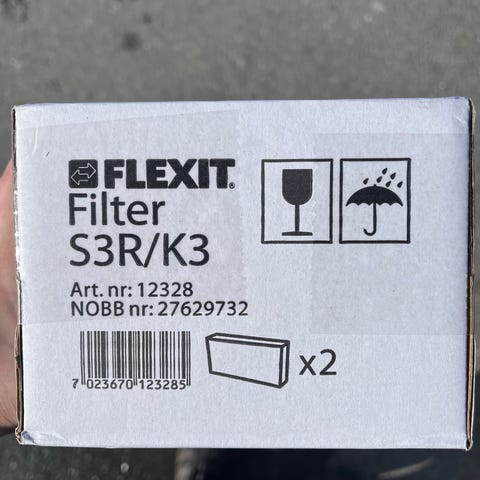 FLEXIT®
Filter
S3R/K3
Art. nr: 12328
NOBB nr: 27629732
7 023670 123285
x2